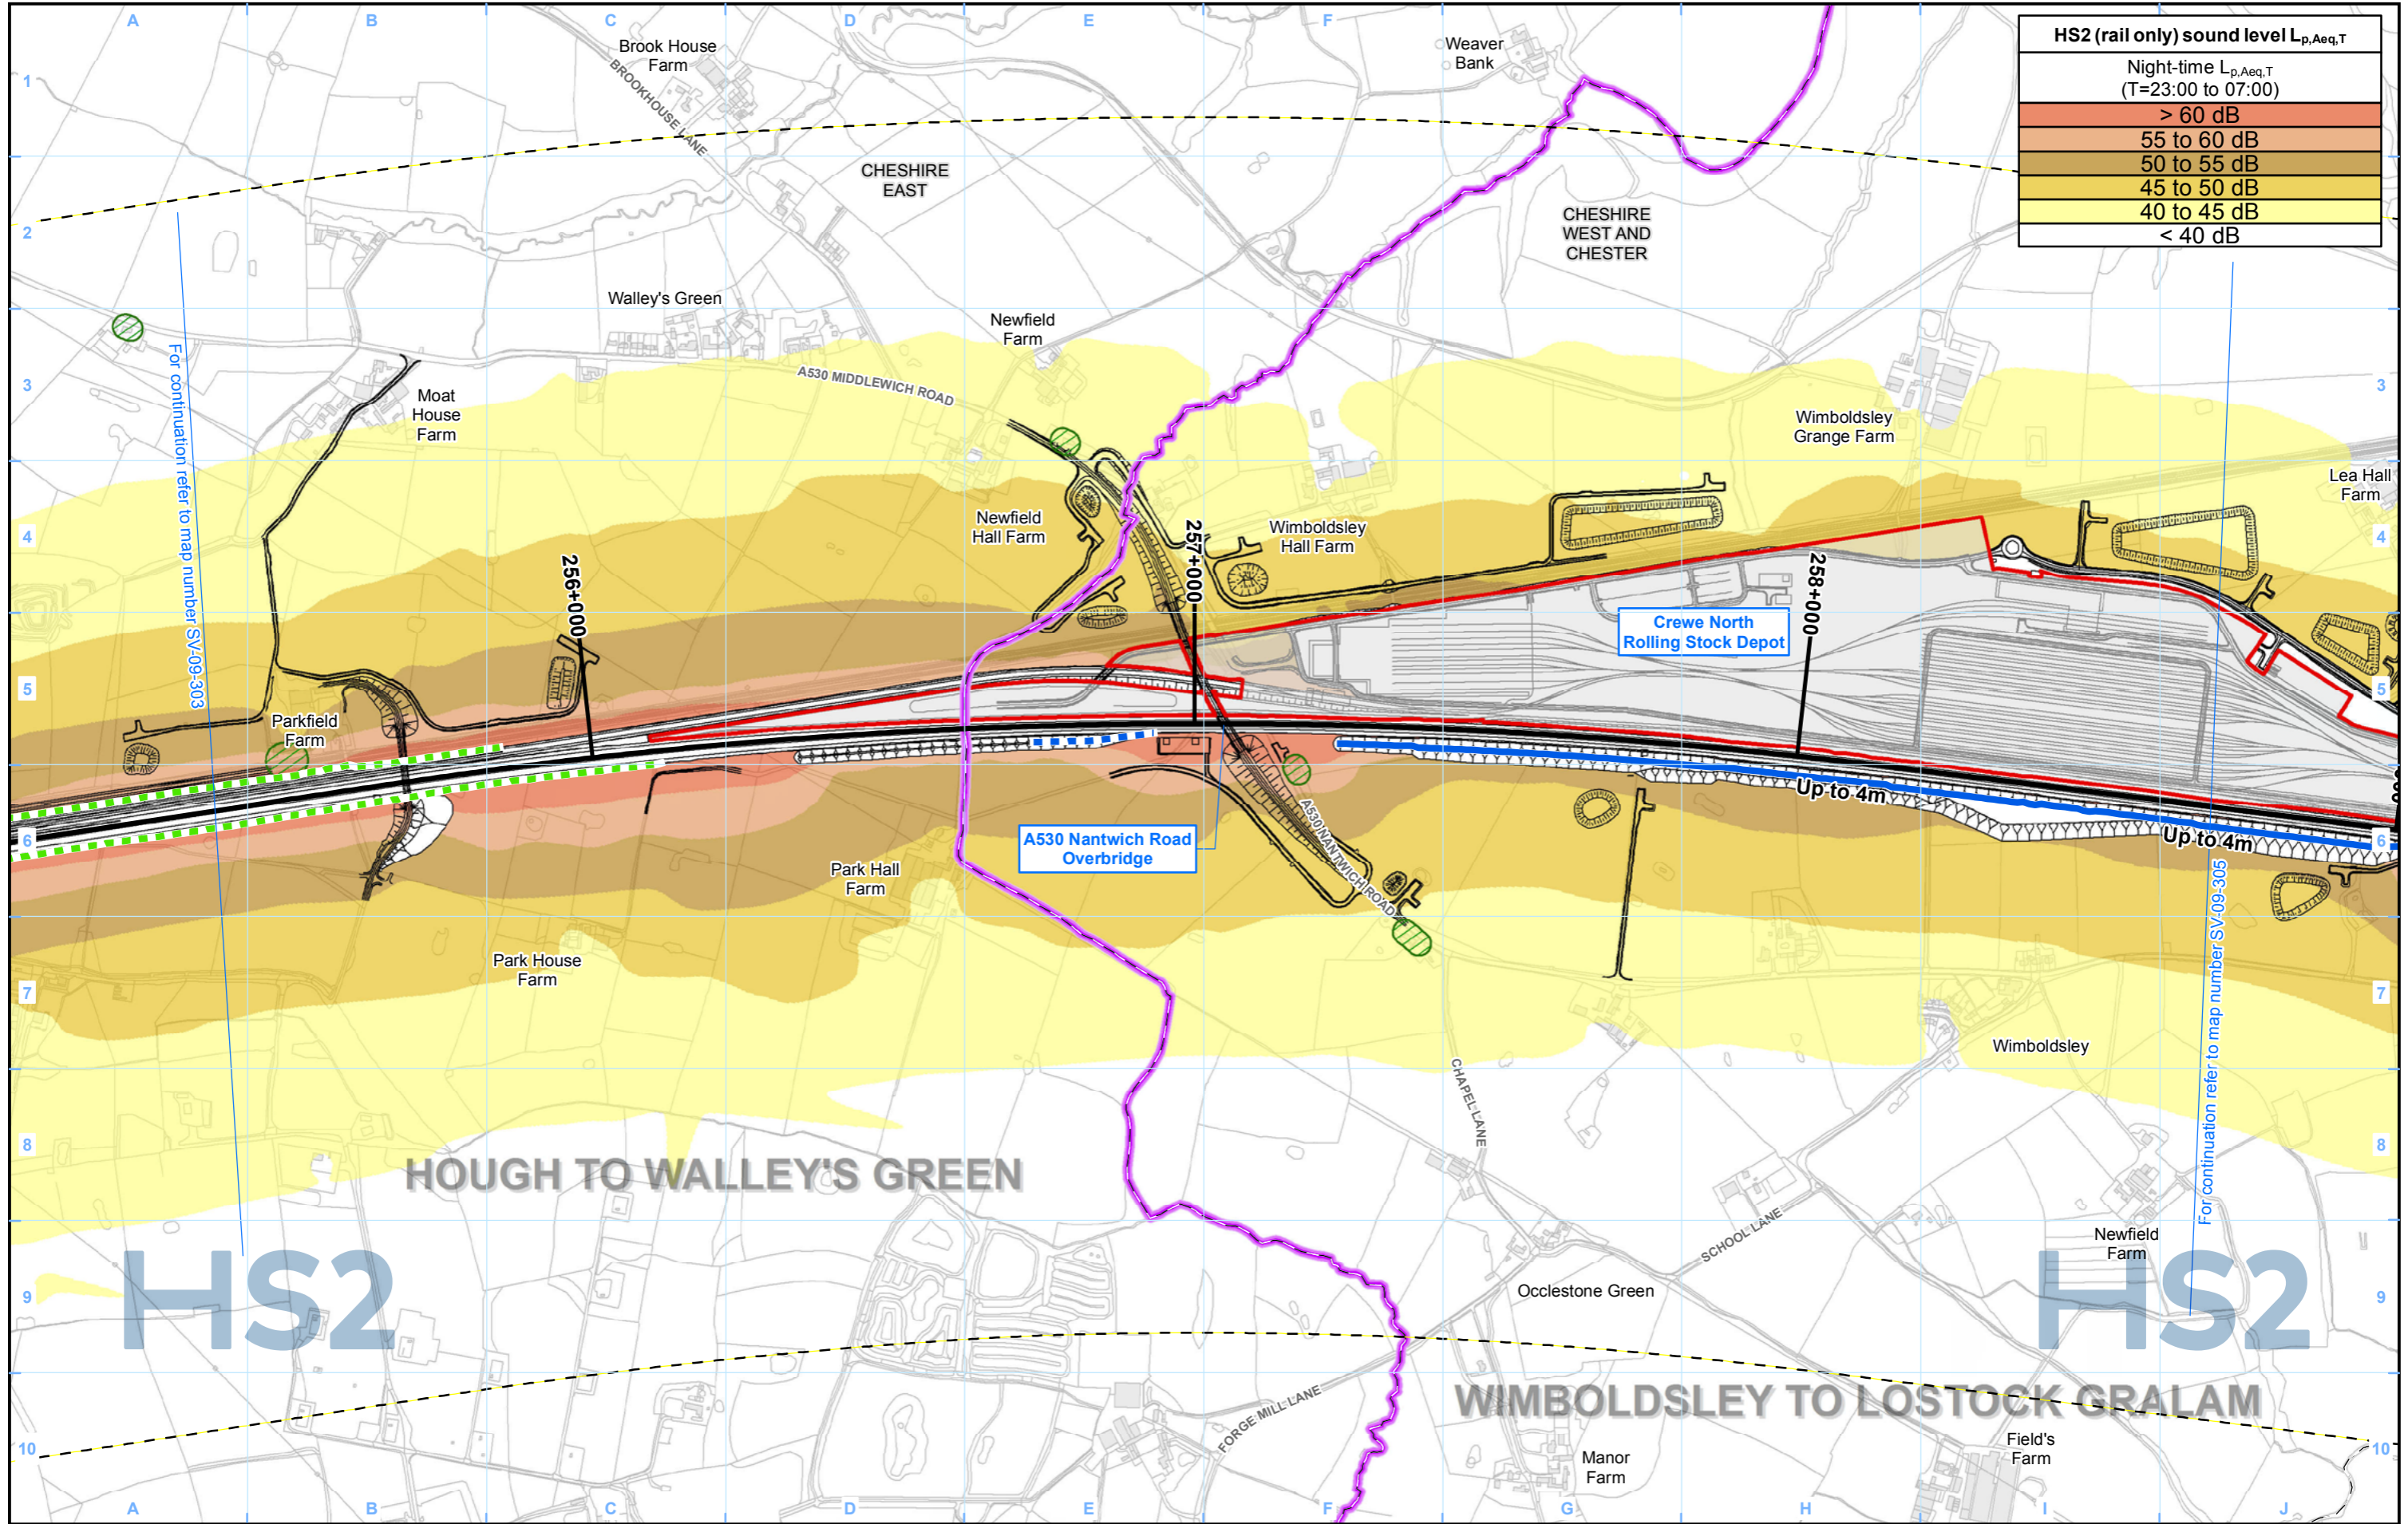 A
B
C
D
E
F
HS2 (rail only) sound level Lp,Aeq,T
Night-time Lp,Aeq,T
(T=23:00 to 07:00)
> 60 dB
55 to 60 dB
50 to 55 dB
45 to 50 dB
40 to 45 dB
< 40 dB
1
Brook House
Farm
BROOKHOUSE LANE
Weaver
Bank
CHESHIRE
EAST
2
CHESHIRE
WEST AND
CHESTER
Walley's Green
Newfield
Farm
3
3
A530 MIDDLEWICH ROAD
Moat
House
Farm
Wimboldsley
Grange Farm
For continuation refer to map number SV-09-303
Lea Hall
Farm
4
4
Newfield
Hall Farm
Wimboldsley
Hall Farm
256+000
257+000
258+000
Crewe North
Rolling Stock Depot
5
5
Parkfield
Farm
Up to 4m
Up to 4m
6
6
A530 Nantwich Road
Overbridge
A530 NANTWICH ROAD
Park Hall
Farm
Park House
Farm
7
7
Wimboldsley
For continuation refer to map number SV-09-305
CHAPEL LANE
8
8
HOUGH TO WALLEY'S GREEN
SCHOOL LANE
Newfield
Farm
HS2
HS2
9
9
Occlestone Green
WIMBOLDSLEY TO LOSTOCK GRALAM
FORGE MILL LANE
10
10
Manor
Farm
Field's
Farm
A
B
C
D
E
F
G
H
I
J